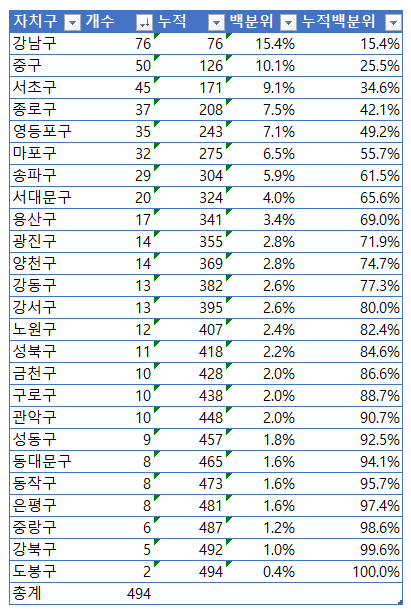 자치구 개수 누적 백분위 누적백분위
강남구 76 76 15.4% 15.4%
중구 50 126 10.1% 25.5%
서초구 45 171 9.1% 34.6%
종로구 37 208 7.5% 42.1%
영등포구 35 243 7.1% 49.2%
마포구 32 275 6.5% 55.7%
송파구 29 304 5.9% 61.5%
서대문구 20 324 4.0% 65.6%
용산구 17 341 3.4% 69.0%
광진구 14 355 2.8% 71.9%
양천구 14 369 2.8% 74.7%
강동구 13 382 2.6% 77.3%
강서구 13 395 2.6% 80.0%
노원구 12 407 2.4% 82.4%
성북구 11 418 2.2% 84.6%
금천구 10 428 2.0% 86.6%
구로구 10 438 2.0% 88.7%
관악구 10 448 2.0% 90.7%
성동구 9 457 1.8% 92.5%
동대문구 8 465 1.6% 94.1%
동작구 8 473 1.6% 95.7%
은평구 8 481 1.6% 97.4%
중랑구 6 487 1.2% 98.6%
강북구 5 492 1.0% 99.6%
도봉구 2 494 0.4% 100.0%
총계 494